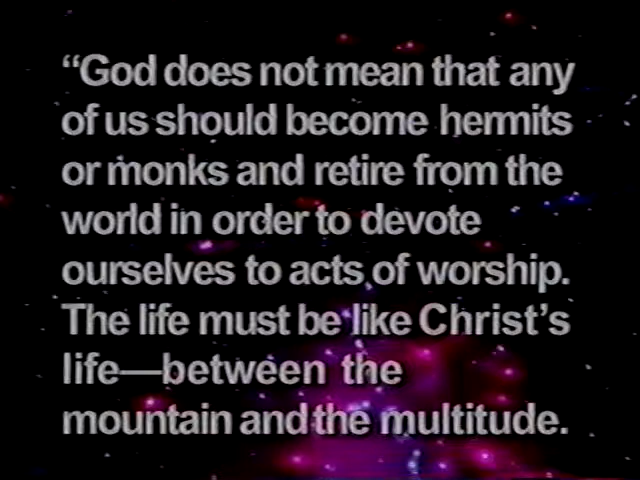 “God does not mean that any
of us should become hermits
or monks and retire from the
world in order to devote
ourselves to acts of worship.
The life must be like Christ’s
life—between the
mountain and the multitude.